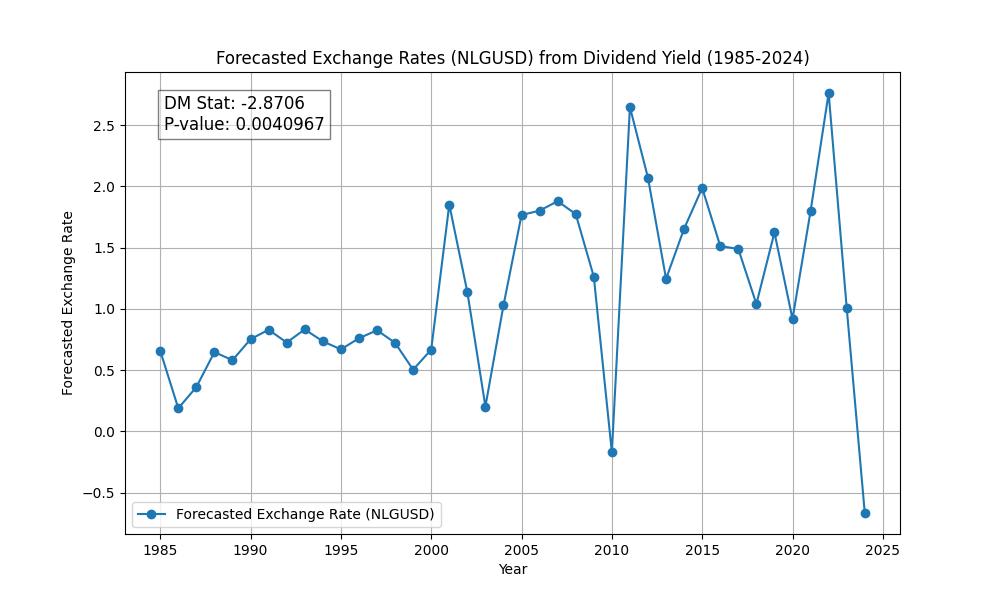 Forecasted Exchange Rates (NLGUSD) from Dividend Yield (1985-2024)
DM Stat: -2.8706
P-value: 0.0040967
Forecasted Exchange Rate
2.5
2.0
1.5
1.0
0.5
0.0
−0.5
Forecasted Exchange Rate (NLGUSD)
1985 1990 1995 2000 2005 2010 2015 2020 2025
Year